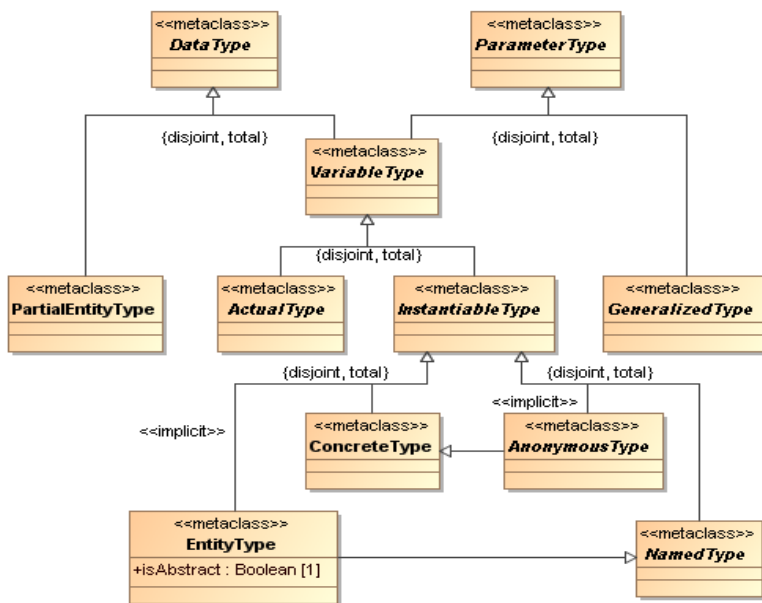 <<metaclass>>
DataType
<<metaclass>>
ParameterType
{disjoint, total}
{disjoint, total}
<<metaclass>>
VariableType
{disjoint, total}
<<metaclass>>
PartialEntityType
<<metaclass>>
ActualType
<<metaclass>>
InstantiableType
<<metaclass>>
GeneralizedType
{disjoint, total}
{disjoint, total}
<<implicit>>
<<implicit>>
<<metaclass>>
ConcreteType
<<metaclass>>
AnonymousType
<<metaclass>>
EntityType
+isAbstract : Boolean [1]
<<metaclass>>
NamedType